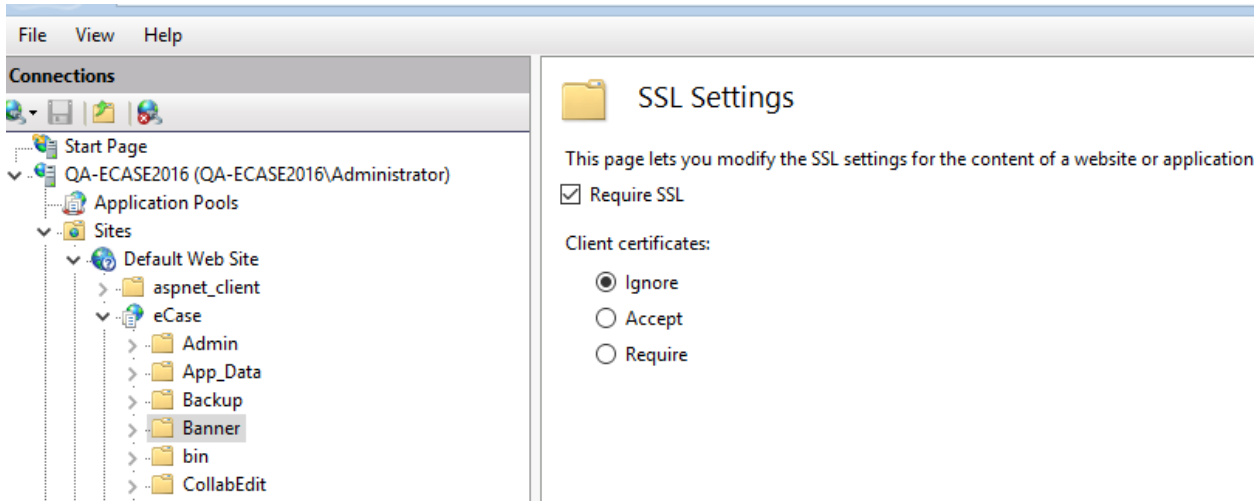 File View Help
Connections
Start Page
QA-ECASE2016 (QA-ECASE2016\Administrator)
Application Pools
Sites
Default Web Site
aspnet_client
eCase
Admin
App_Data
Backup
Banner
bin
CollabEdit
SSL Settings
This page lets you modify the SSL settings for the content of a website or application
Require SSL
Client certificates:
Ignore
Accept
Require